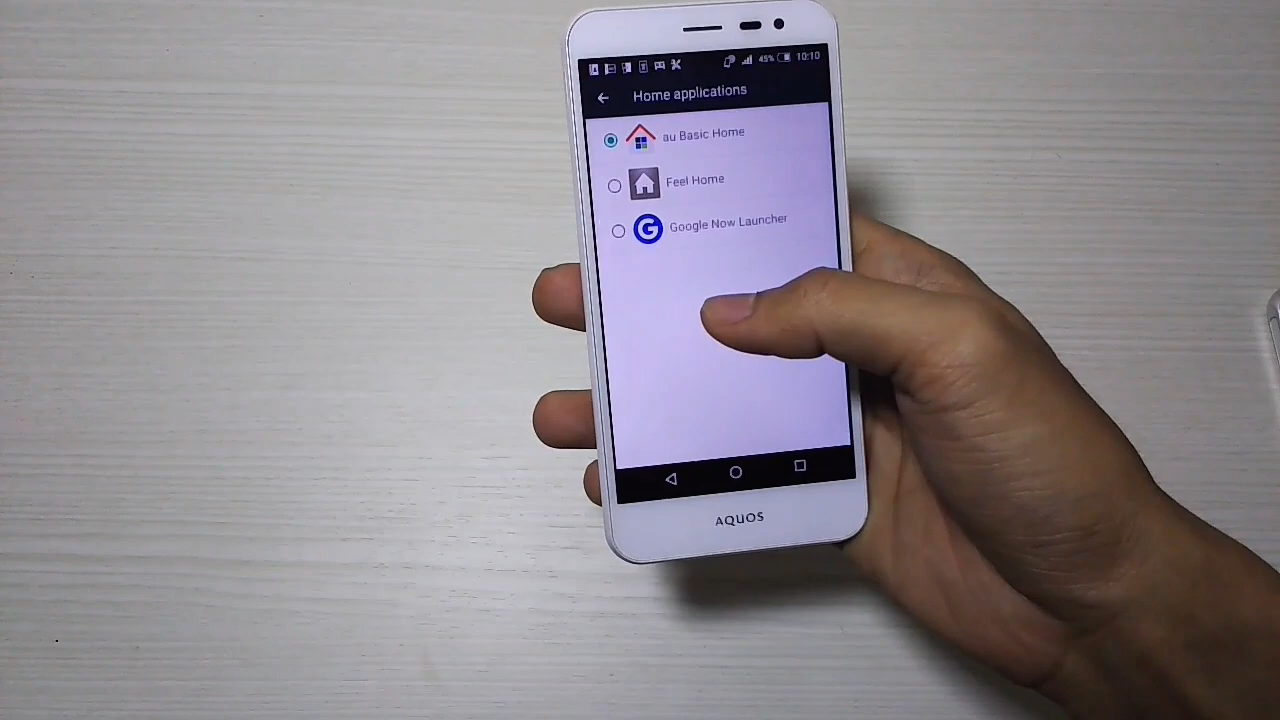 45% 10:10
Home applications
au Basic Home
Feel Home
Google Now Launcher
AQUOS